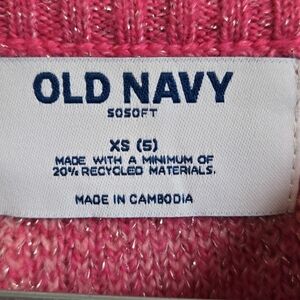 OLD NAVY
SOSOFT
XS (5)
MADE WITH A MINIMUM OF
20% RECYCLED MATERIALS.
MADE IN CAMBODIA